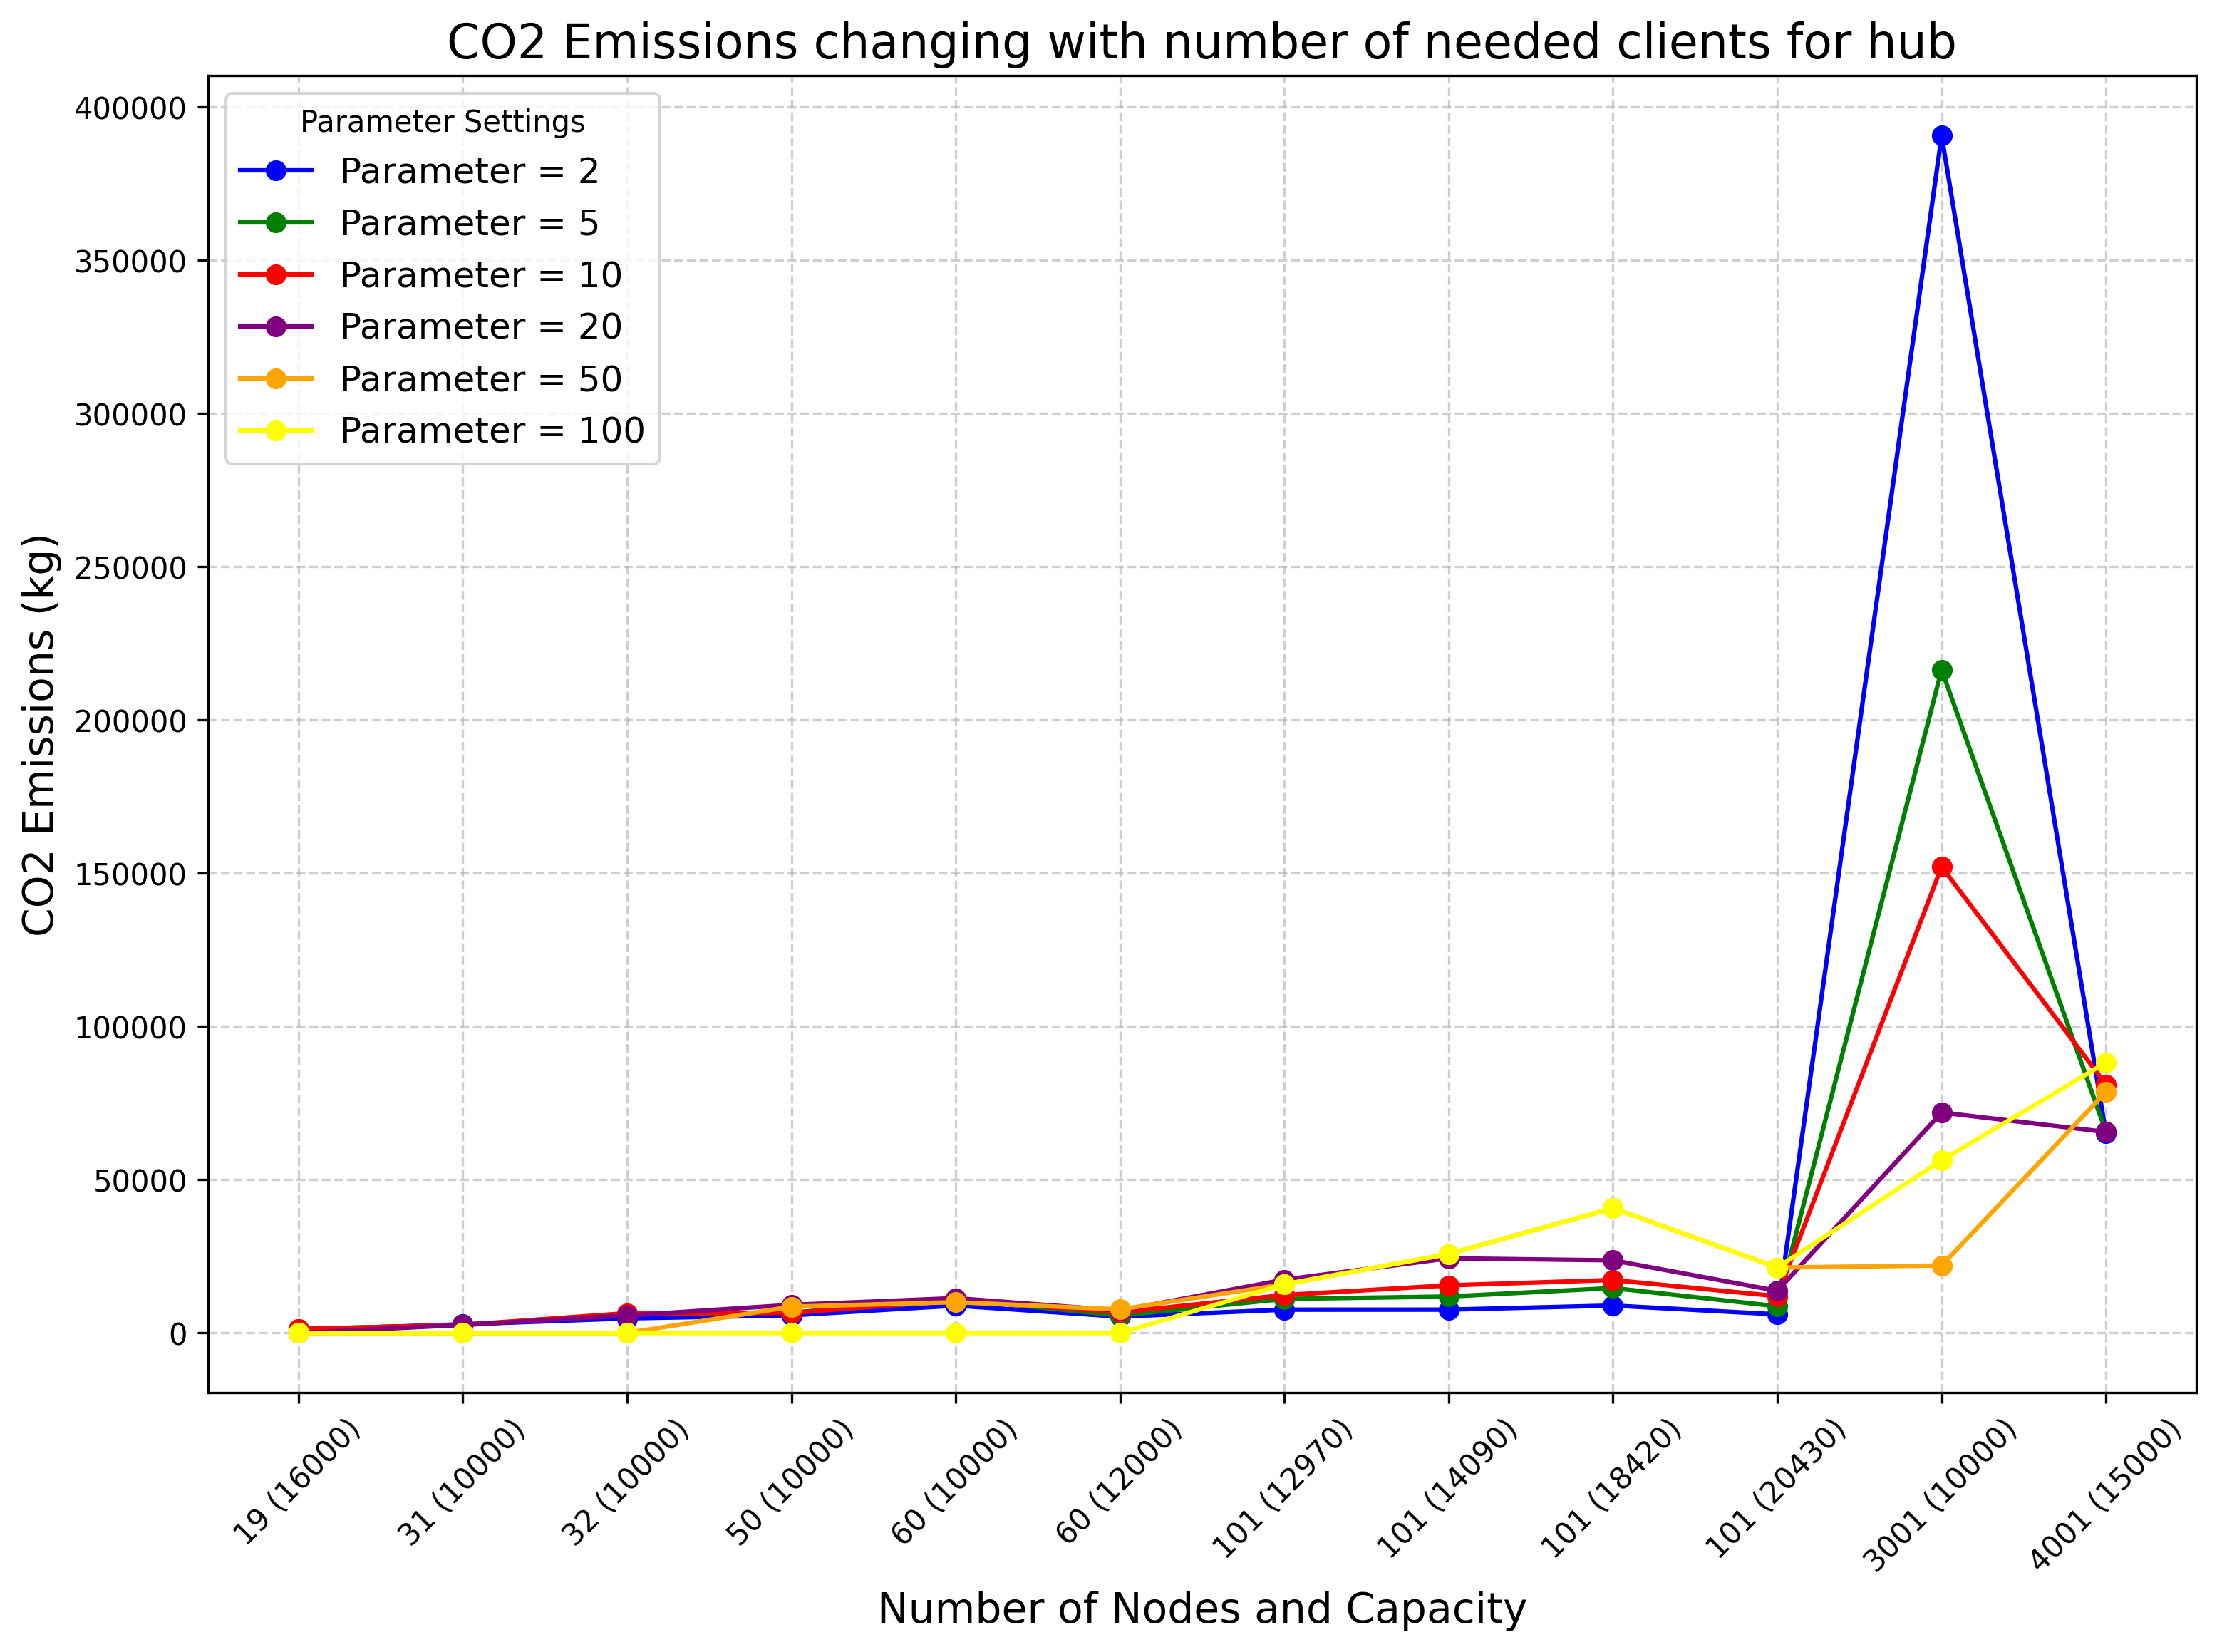 CO2 Emissions changing with number of needed clients for hub
Parameter Settings
Parameter = 2
Parameter = 5
Parameter = 10
Parameter = 20
Parameter = 50
Parameter = 100
CO2 Emissions (kg)
400000
350000
300000
250000
200000
150000
100000
50000
0
19 (16000)
31 (10000)
32 (10000)
50 (10000)
60 (10000)
60 (12000)
101 (12970)
101 (14090)
101 (18420)
101 (20430)
3001 (10000)
4001 (15000)
Number of Nodes and Capacity